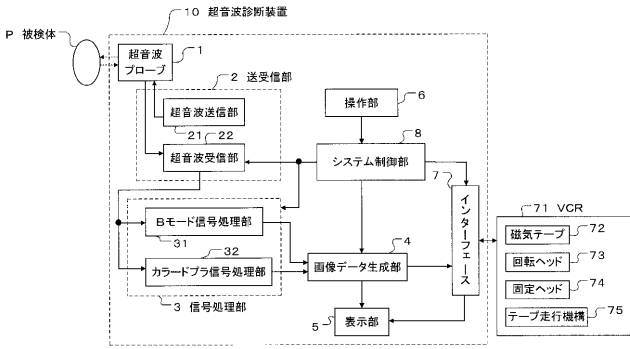 10 超音波診断装置
P 被検体
超音波
プローブ
1
2 送受信部
超音波送信部
21
22
超音波受信部
操作部
6
8
システム制御部
7
インターフェース
71 VCR
磁気テープ
72
回転ヘッド
73
固定ヘッド
74
テープ走行機構
75
Bモード信号処理部
31
32
カラードプラ信号処理部
3 信号処理部
4
画像データ生成部
5
表示部